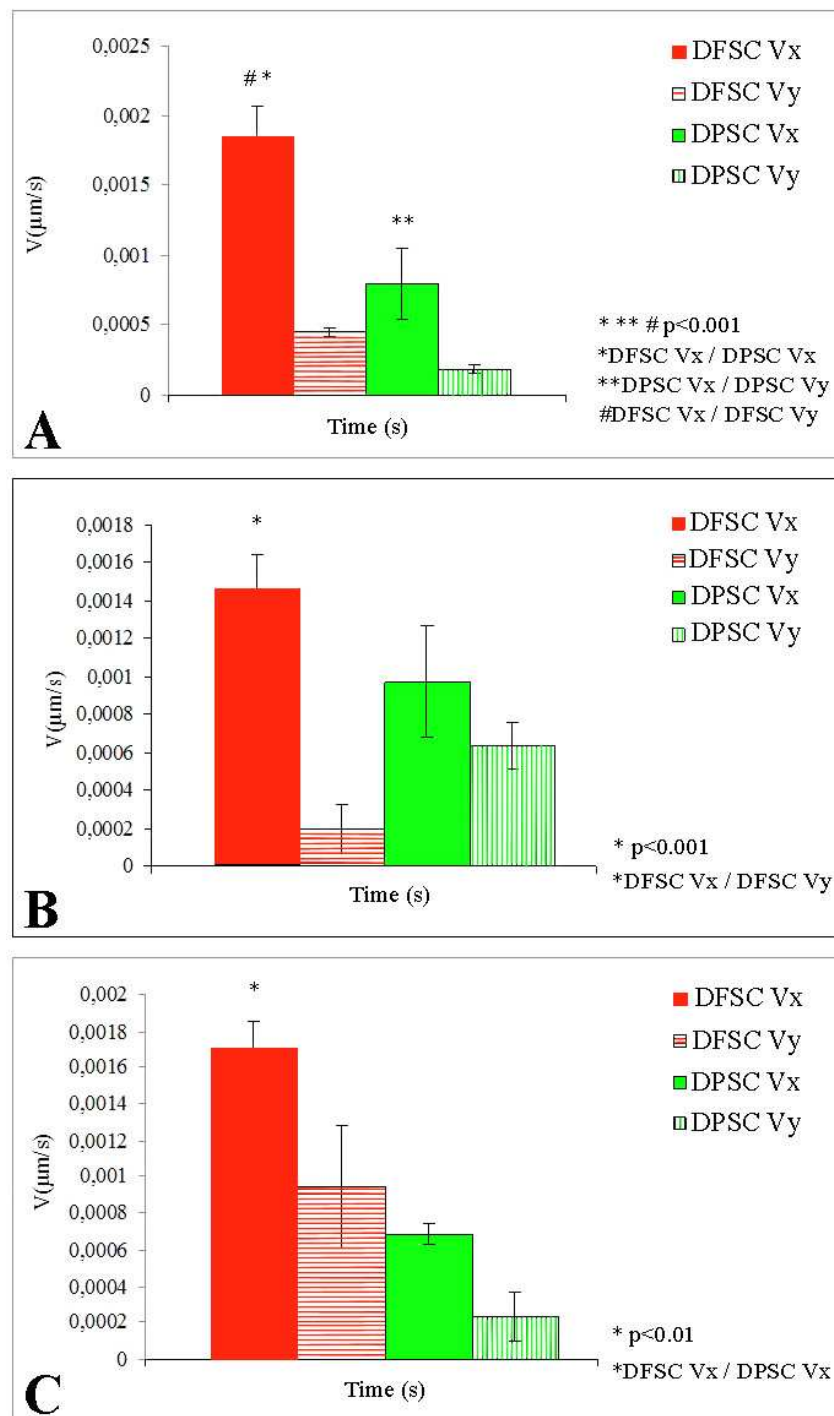 0,0025
0,002
0,0015
0,001
0,0005
0
V(μm/s)
# *
**
Time (s)
DFSC Vx
DFSC Vy
DPSC Vx
DPSC Vy
* ** # p<0.001
*DFSC Vx / DPSC Vx
**DPSC Vx / DPSC Vy
#DFSC Vx / DFSC Vy
A
0,0018
0,0016
0,0014
0,0012
0,001
0,0008
0,0006
0,0004
0,0002
0
V(μm/s)
*
Time (s)
DFSC Vx
DFSC Vy
DPSC Vx
DPSC Vy
* p<0.001
*DFSC Vx / DFSC Vy
B
0,002
0,0018
0,0016
0,0014
0,0012
0,001
0,0008
0,0006
0,0004
0,0002
0
V(μm/s)
*
Time (s)
DFSC Vx
DFSC Vy
DPSC Vx
DPSC Vy
* p<0.01
*DFSC Vx / DPSC Vx
C